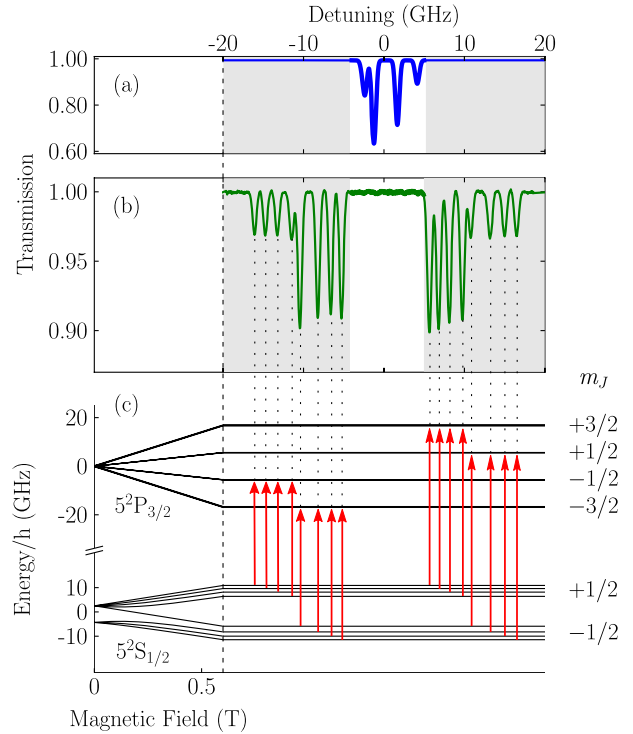 Detuning (GHz)
-20 -10 0 10 20
1.00
0.80
0.60
(a)
Transmission
1.00
0.95
0.90
(b)
m_J
(c)
20
0
-20
+3/2
+1/2
−1/2
−3/2
5²P₃/₂
Energy/h (GHz)
10
0
-10
+1/2
−1/2
5²S₁/₂
0 0.5
Magnetic Field (T)